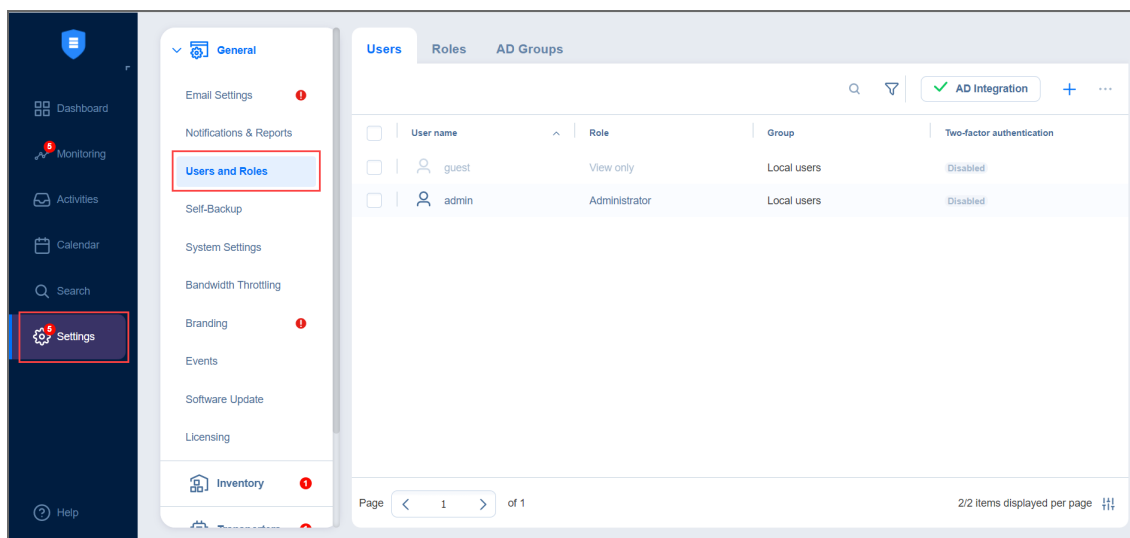 Dashboard
5
Monitoring
Activities
Calendar
Search
5
Settings
Help
General
Email Settings !
Notifications & Reports
Users and Roles
Self-Backup
System Settings
Bandwidth Throttling
Branding !
Events
Software Update
Licensing
Inventory 1
Users Roles AD Groups
AD Integration + ...
User name Role Group Two-factor authentication
guest View only Local users Disabled
admin Administrator Local users Disabled
Page < 1 > of 1
2/2 items displayed per page